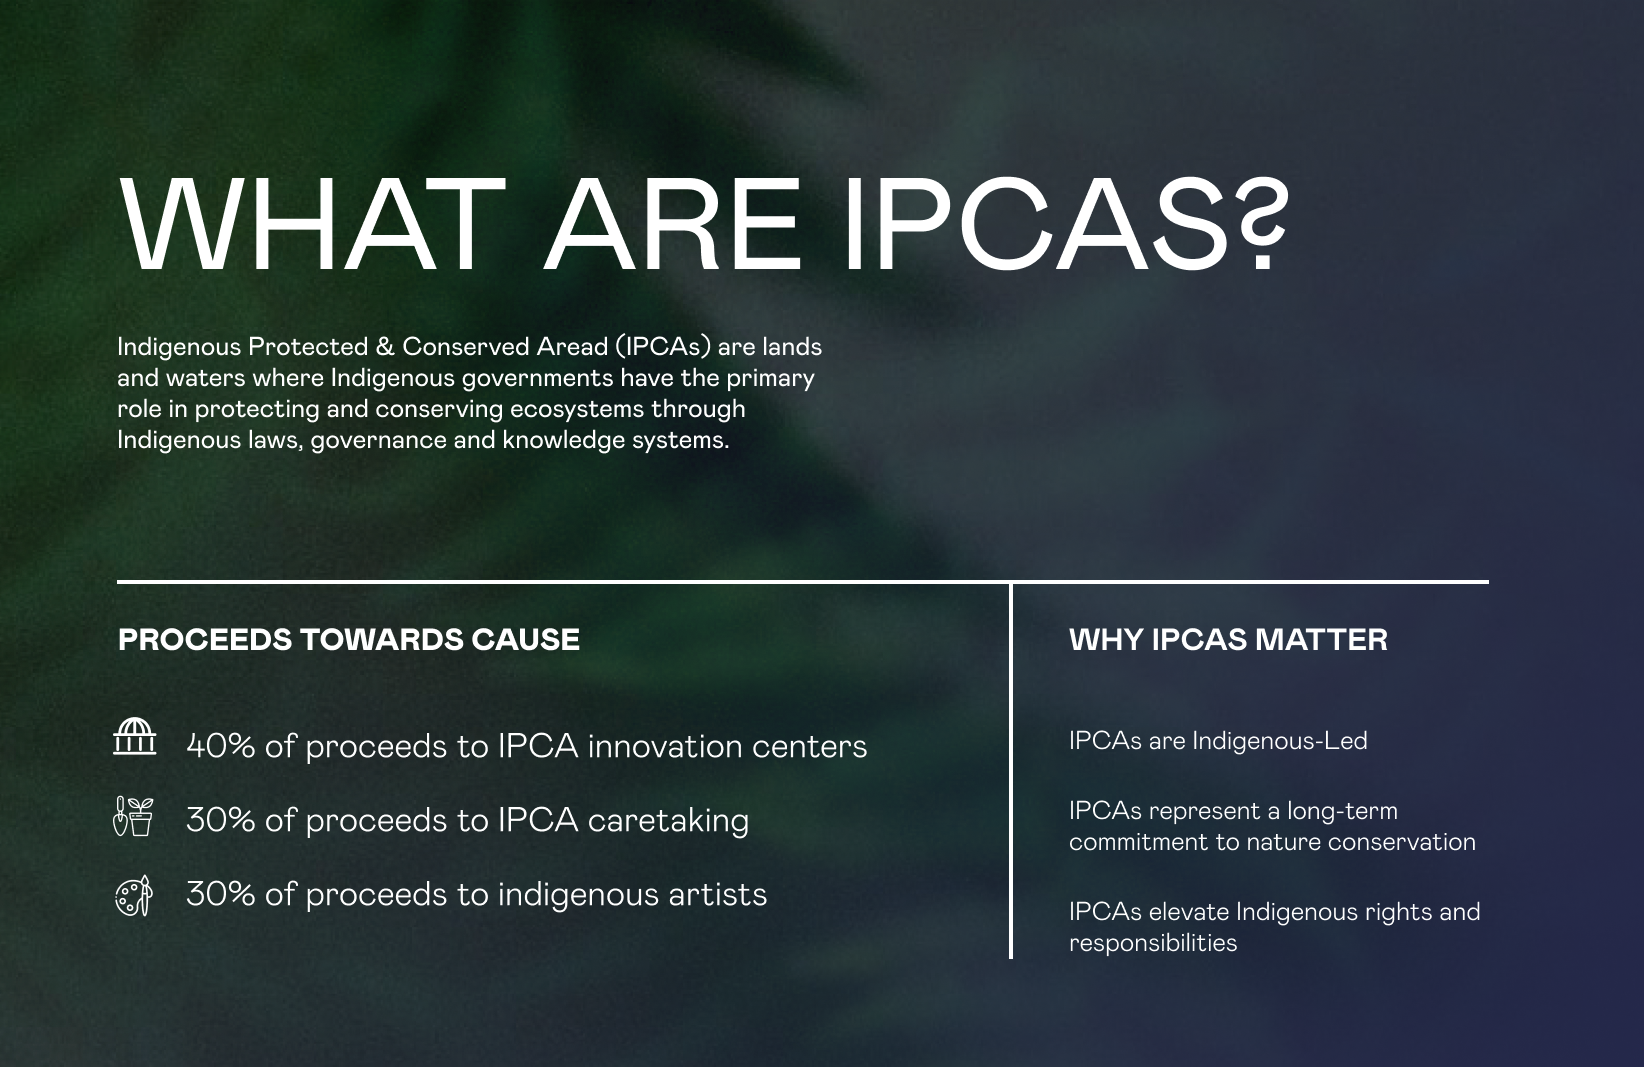 WHAT ARE IPCAS?
Indigenous Protected & Conserved Aread (IPCAs) are lands
and waters where Indigenous governments have the primary
role in protecting and conserving ecosystems through
Indigenous laws, governance and knowledge systems.
PROCEEDS TOWARDS CAUSE
40% of proceeds to IPCA innovation centers
30% of proceeds to IPCA caretaking
30% of proceeds to indigenous artists
WHY IPCAS MATTER
IPCAs are Indigenous-Led
IPCAs represent a long-term
commitment to nature conservation
IPCAs elevate Indigenous rights and
responsibilities